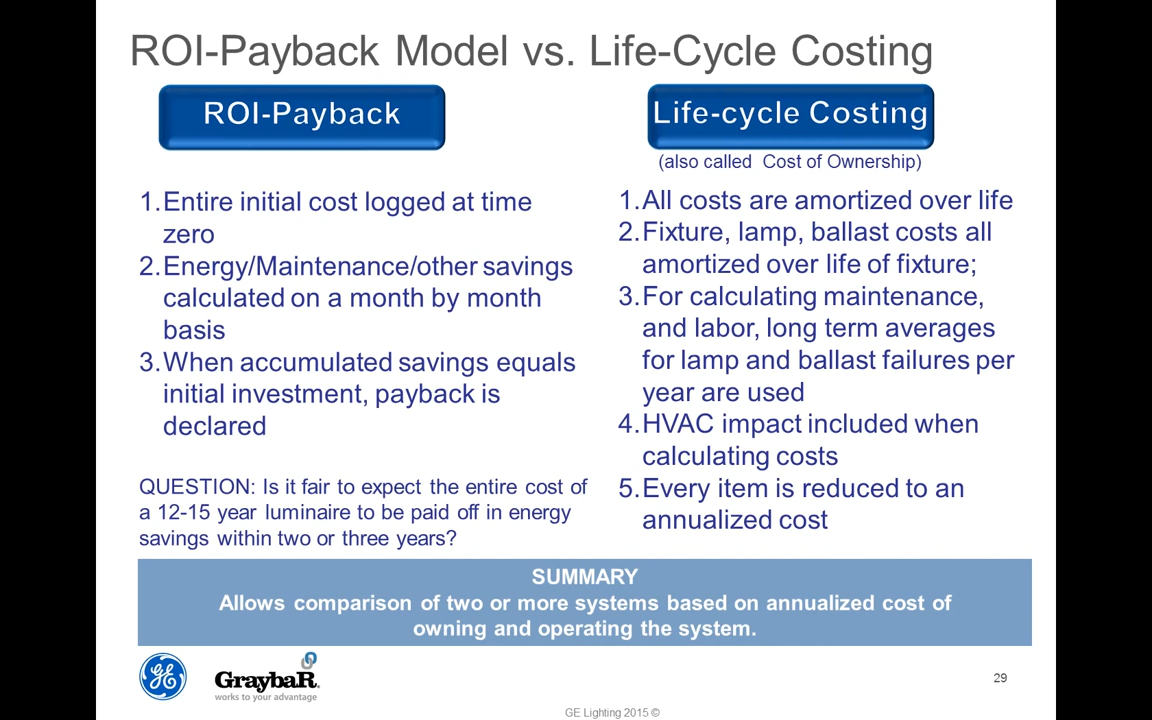 ROI-Payback Model vs. Life-Cycle Costing
ROI-Payback
1.Entire initial cost logged at time
zero
2.Energy/Maintenance/other savings
calculated on a month by month
basis
3.When accumulated savings equals
initial investment, payback is
declared
QUESTION: Is it fair to expect the entire cost of
a 12-15 year luminaire to be paid off in energy
savings within two or three years?
Life-cycle Costing
(also called Cost of Ownership)
1.All costs are amortized over life
2.Fixture, lamp, ballast costs all
amortized over life of fixture;
3.For calculating maintenance,
and labor, long term averages
for lamp and ballast failures per
year are used
4.HVAC impact included when
calculating costs
5.Every item is reduced to an
annualized cost
SUMMARY
Allows comparison of two or more systems based on annualized cost of
owning and operating the system.
GE
GraybaR.
works to your advantage
29
GE Lighting 2015 ©